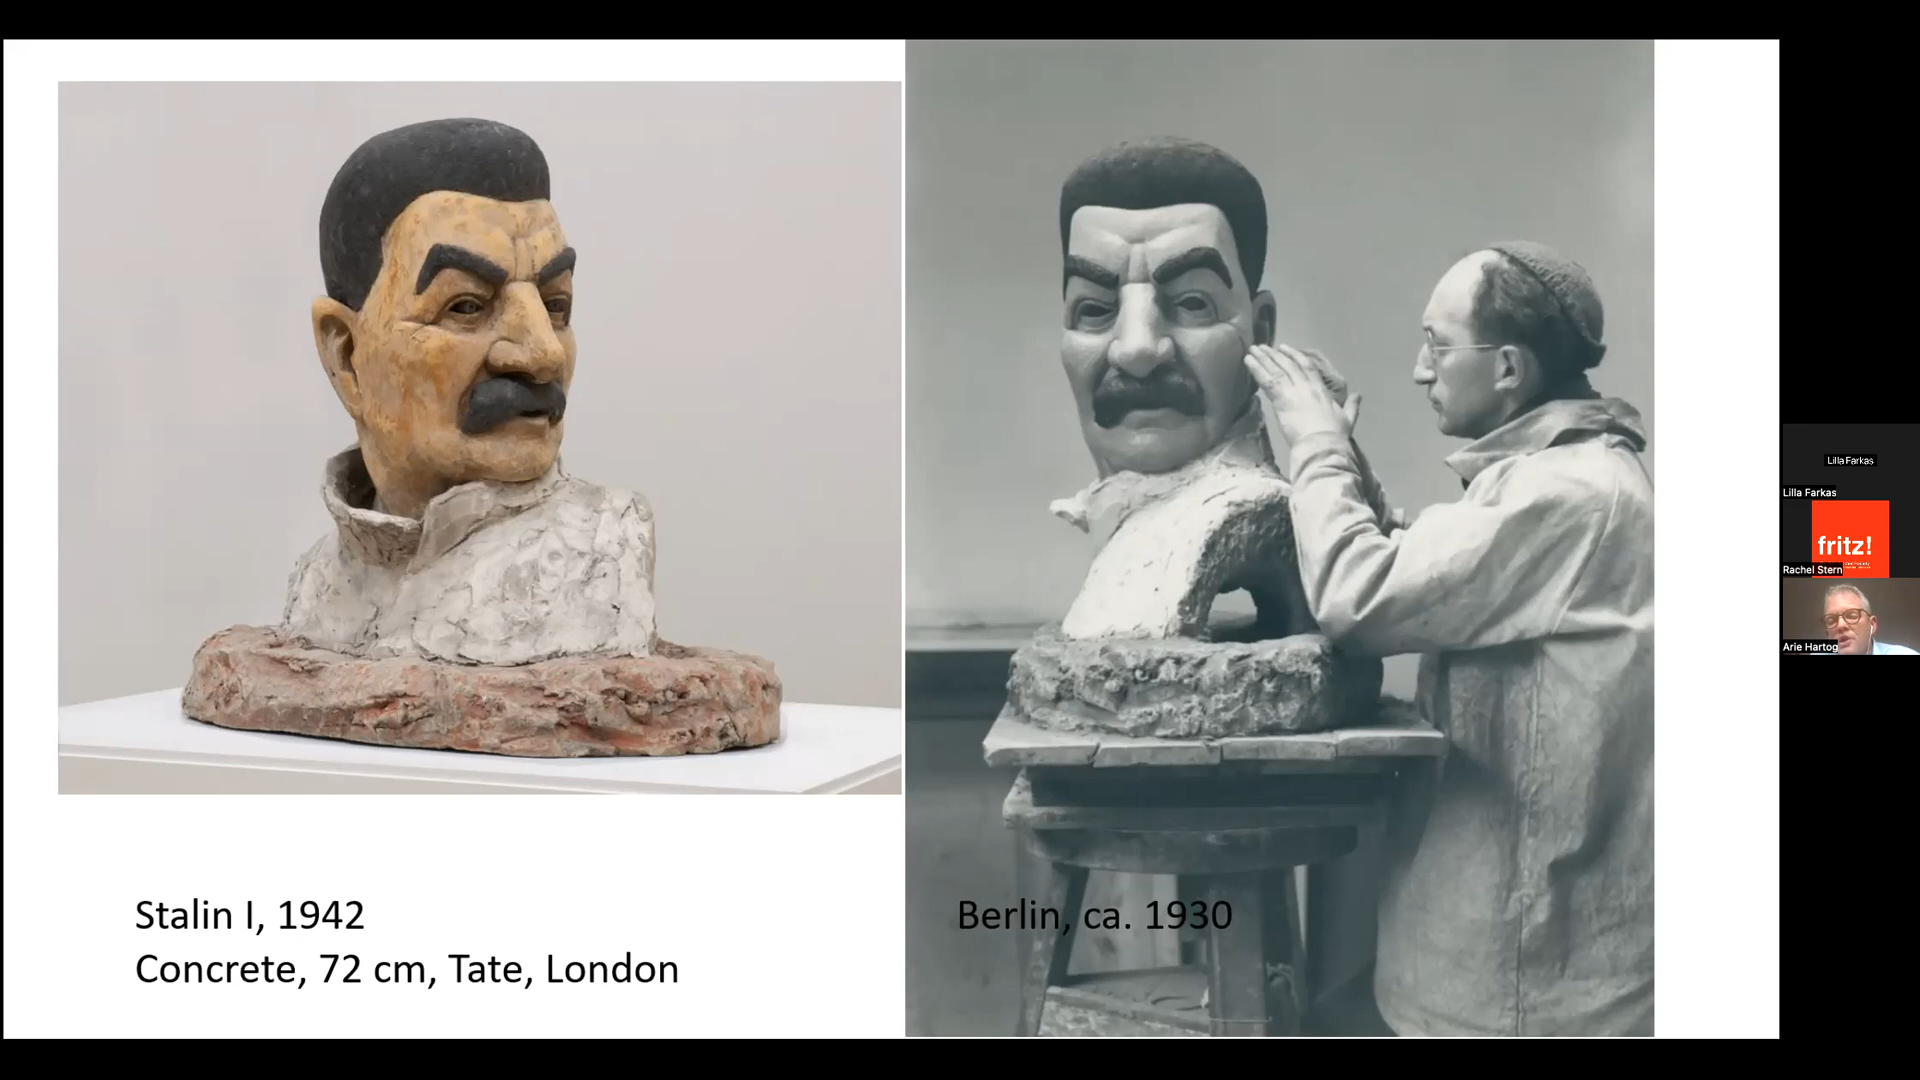 Stalin I, 1942
Concrete, 72 cm, Tate, London
Berlin, ca. 1930
Lilla Farkas
Lilla Farkas
fritz!
Rachel Stern
Arie Hartog